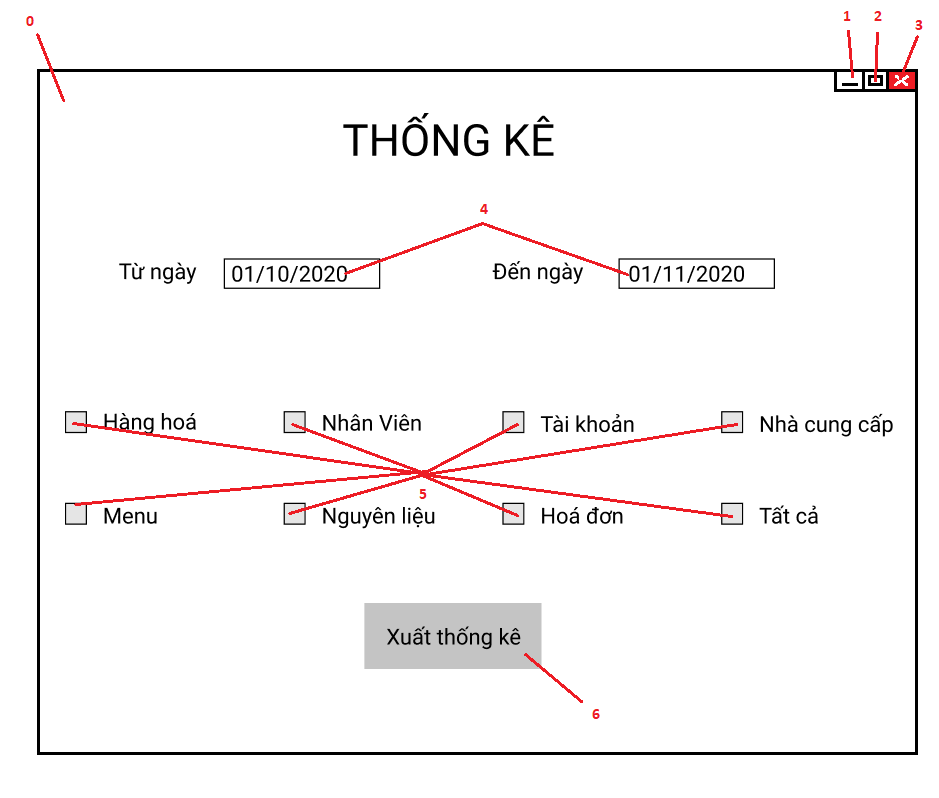 0
1 2 3
THỐNG KÊ
4
Từ ngày 01/10/2020 Đến ngày 01/11/2020
Hàng hoá Nhân Viên Tài khoản Nhà cung cấp
5
Menu Nguyên liệu Hoá đơn Tất cả
Xuất thống kê
6